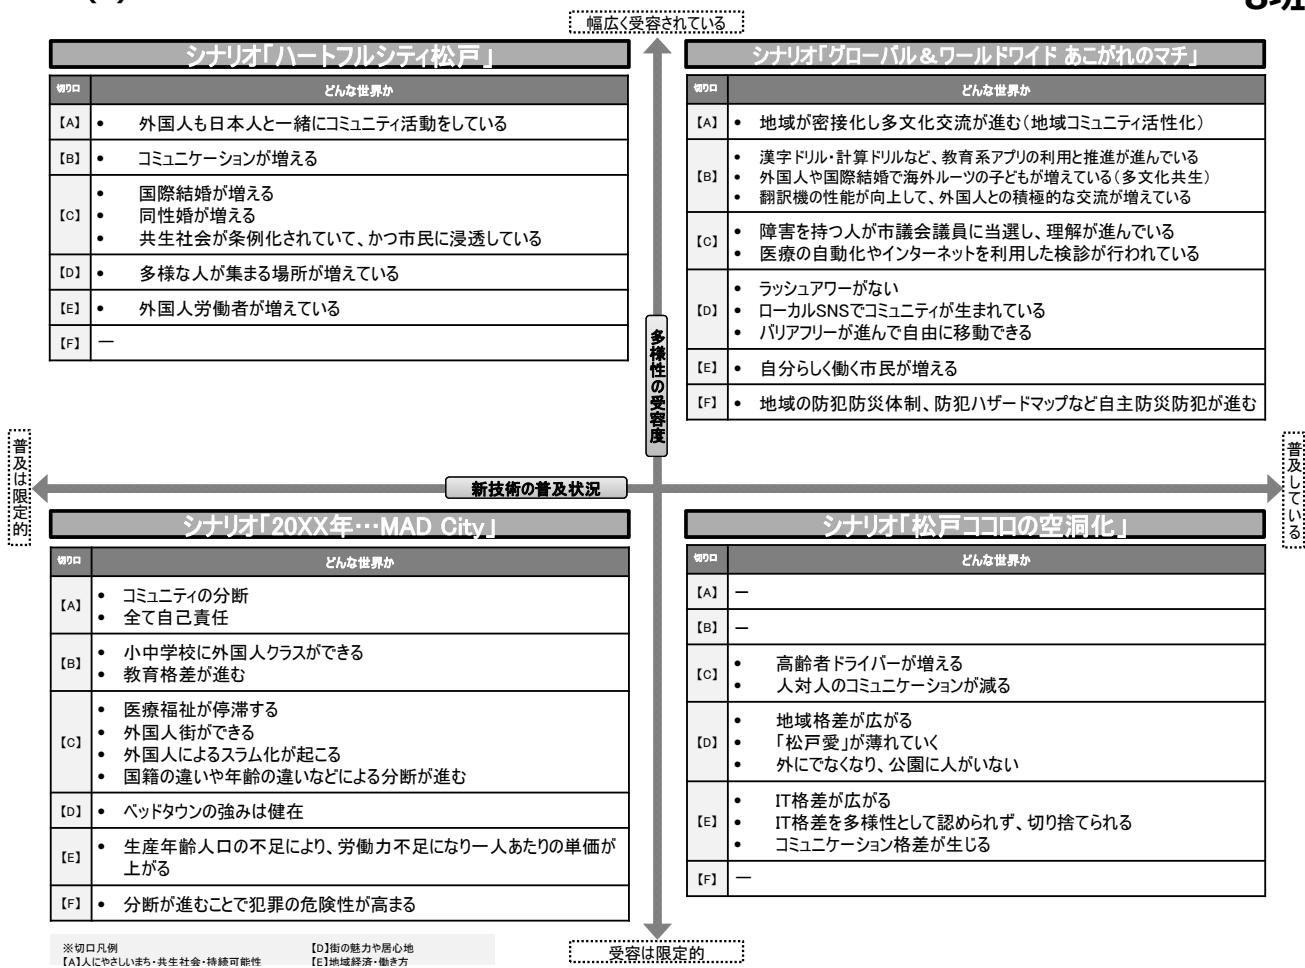 幅広く受容されている
シナリオ「ハートフルシティ松戸」
切り口 どんな世界か
【A】 • 外国人も日本人と一緒にコミュニティ活動をしている
【B】 • コミュニケーションが増える
【C】 • 国際結婚が増える
• 同性婚が増える
• 共生社会が条例化されていて、かつ市民に浸透している
【D】 • 多様な人が集まる場所が増えている
【E】 • 外国人労働者が増えている
【F】 ー
シナリオ「グローバル&ワールドワイド あこがれのマチ」
切り口 どんな世界か
【A】 • 地域が密接化し多文化交流が進む(地域コミュニティ活性化)
【B】 • 漢字ドリル・計算ドリルなど、教育系アプリの利用と推進が進んでいる
• 外国人や国際結婚で海外ルーツの子どもが増えている(多文化共生)
• 翻訳機の性能が向上して、外国人との積極的な交流が増えている
【C】 • 障害を持つ人が市議会議員に当選し、理解が進んでいる
• 医療の自動化やインターネットを利用した検診が行われている
【D】 • ラッシュアワーがない
• ローカルSNSでコミュニティが生まれている
• バリアフリーが進んで自由に移動できる
【E】 • 自分らしく働く市民が増える
【F】 • 地域の防犯防災体制、防犯ハザードマップなど自主防災防犯が進む
多様性の受容度
普及は限定的
新技術の普及状況
普及している
シナリオ「20XX年…MAD City」
切り口 どんな世界か
【A】 • コミュニティの分断
• 全て自己責任
【B】 • 小中学校に外国人クラスができる
• 教育格差が進む
【C】 • 医療福祉が停滞する
• 外国人街ができる
• 外国人によるスラム化が起こる
• 国籍の違いや年齢の違いなどによる分断が進む
【D】 • ベッドタウンの強みは健在
【E】 • 生産年齢人口の不足により、労働力不足になり一人あたりの単価が
上がる
【F】 • 分断が進むことで犯罪の危険性が高まる
シナリオ「松戸ココロの空洞化」
切り口 どんな世界か
【A】 ー
【B】 ー
【C】 • 高齢者ドライバーが増える
• 人対人のコミュニケーションが減る
【D】 • 地域格差が広がる
• 「松戸愛」が薄れていく
• 外にでなくなり、公園に人がいない
【E】 • IT格差が広がる
• IT格差を多様性として認められず、切り捨てられる
• コミュニケーション格差が生じる
【F】 ー
受容は限定的
※切口凡例
【A】人にやさしいまち・共生社会・持続可能性
【D】街の魅力や居心地
【E】地域経済・働き方